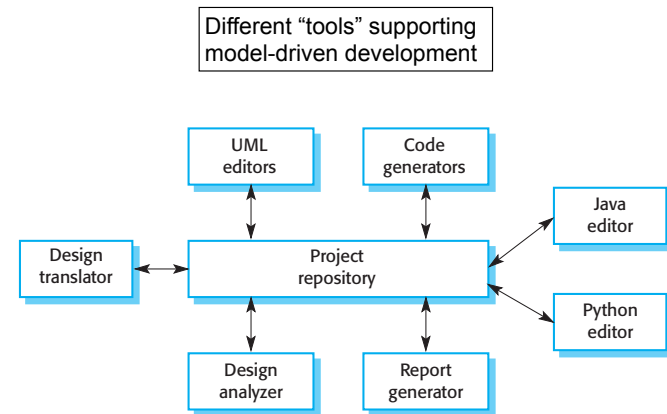 Different “tools” supporting
model-driven development
UML
editors
Code
generators
Java
editor
Design
translator
Project
repository
Python
editor
Design
analyzer
Report
generator